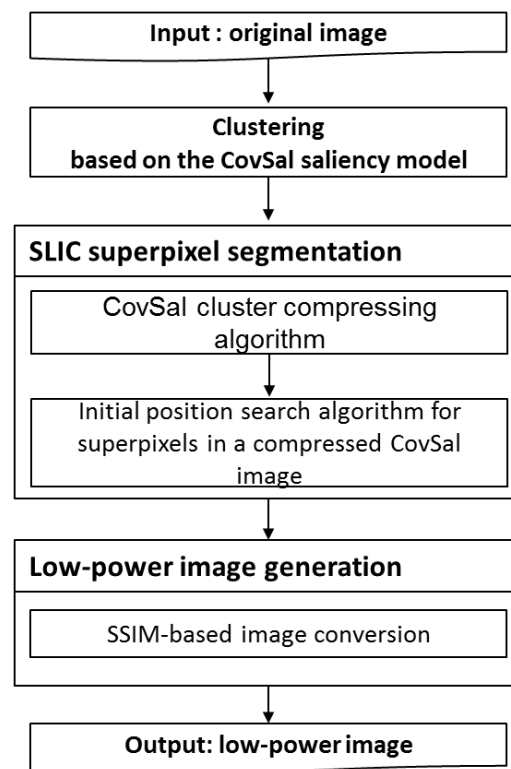 Input : original image
Clustering
based on the CovSal saliency model
SLIC superpixel segmentation
CovSal cluster compressing
algorithm
Initial position search algorithm for
superpixels in a compressed CovSal
image
Low-power image generation
SSIM-based image conversion
Output: low-power image